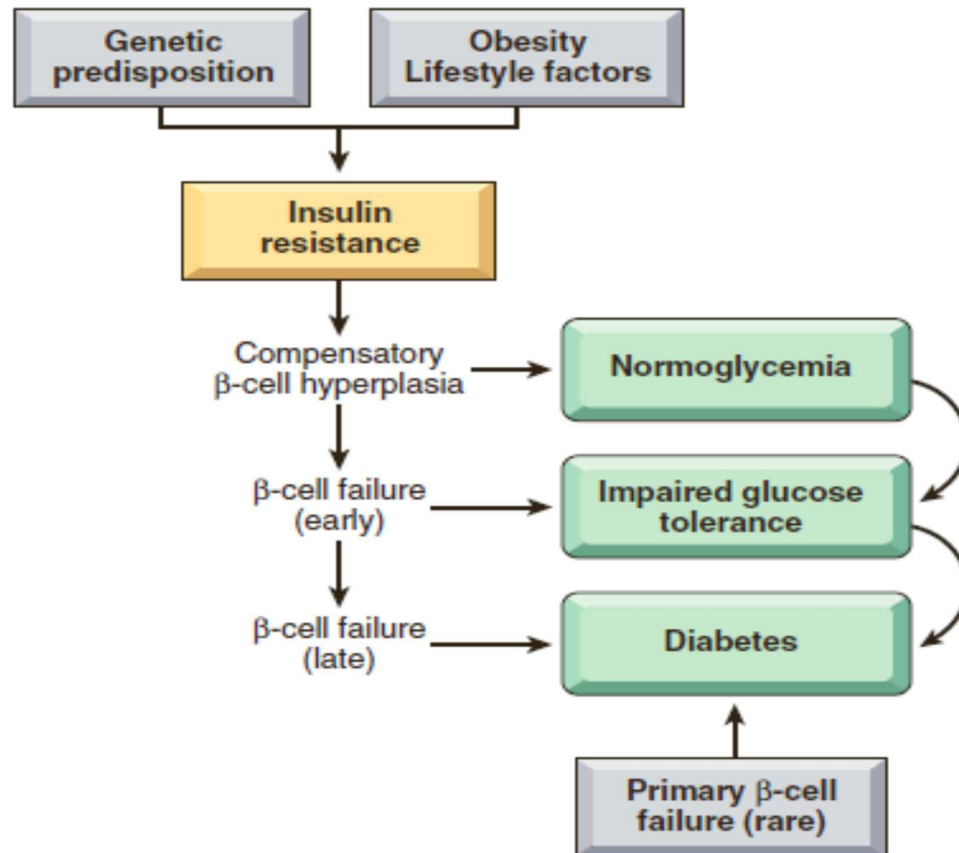 Genetic
predisposition
Obesity
Lifestyle factors
Insulin
resistance
Compensatory
β-cell hyperplasia
Normoglycemia
β-cell failure
(early)
Impaired glucose
tolerance
β-cell failure
(late)
Diabetes
Primary β-cell
failure (rare)